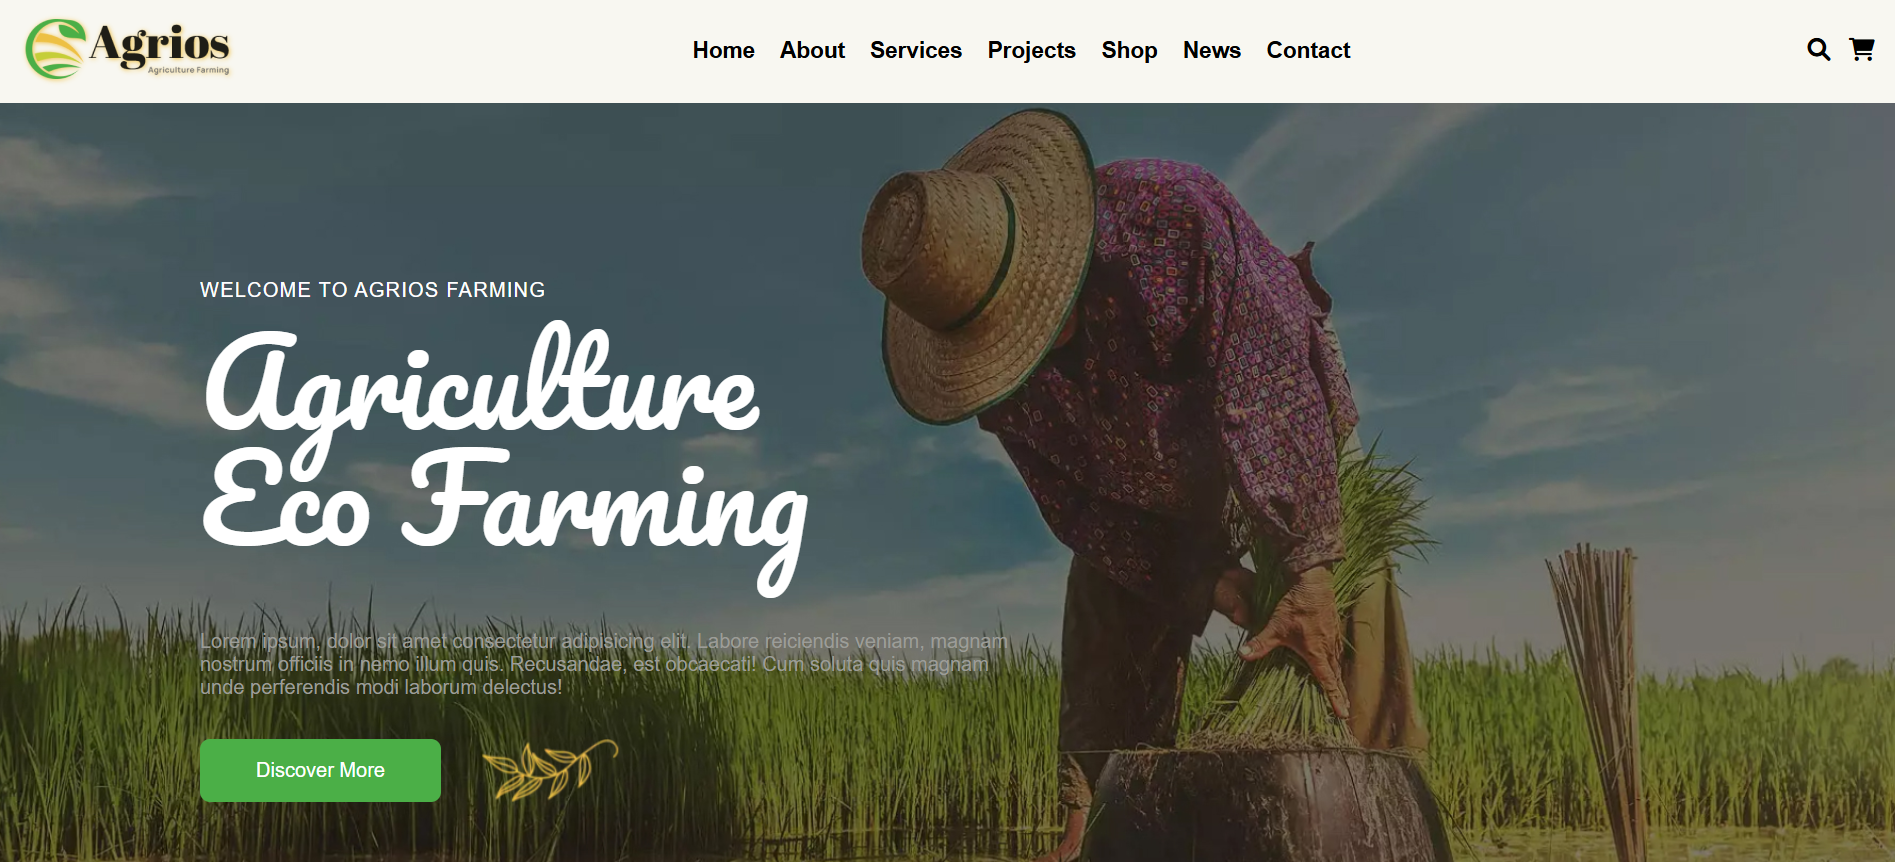 Agrios
Agriculture Farming
Home About Services Projects Shop News Contact
WELCOME TO AGRIOS FARMING
Agriculture
Eco Farming
Lorem ipsum, dolor sit amet consectetur adipisicing elit. Labore reiciendis veniam, magnam
nostrum officiis in nemo illum quis. Recusandae, est obcaecati! Cum soluta quis magnam
unde perferendis modi laborum delectus!
Discover More